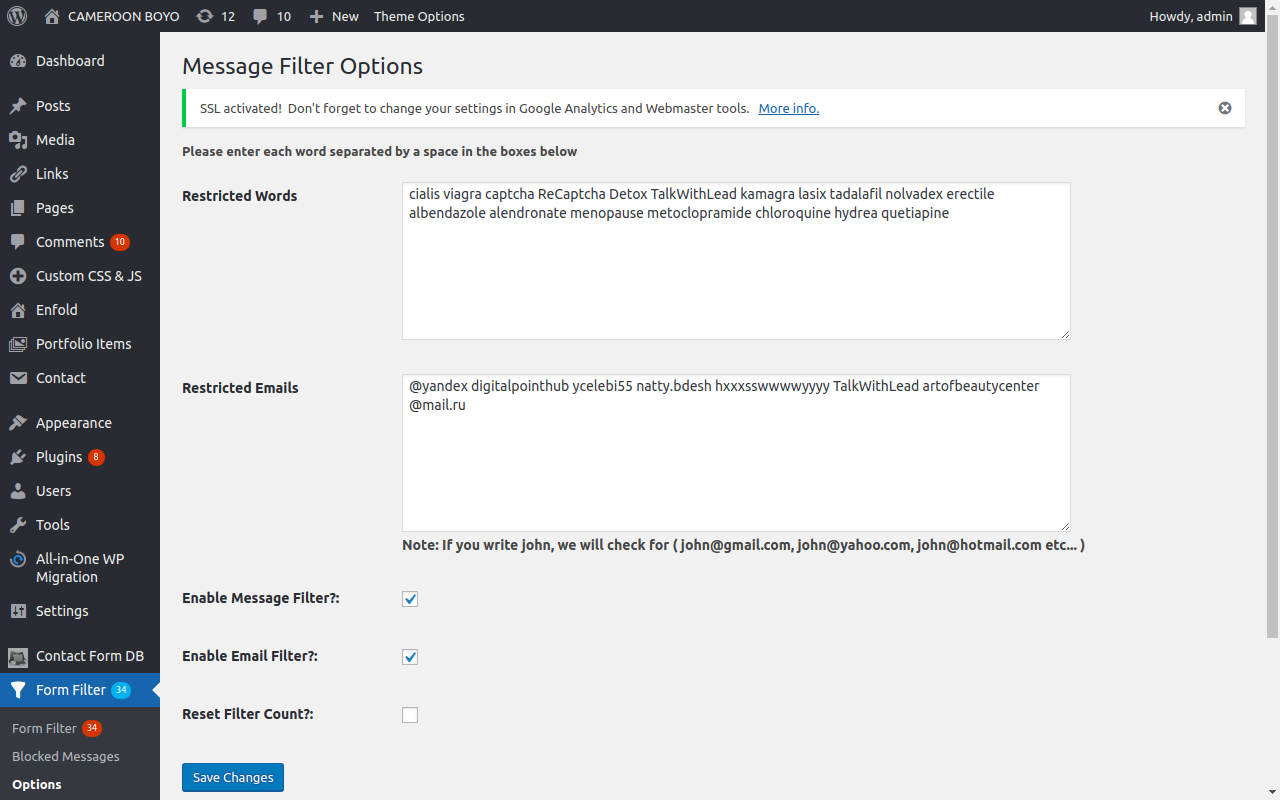 CAMEROON BOYO 12 10 New Theme Options Howdy, admin
Dashboard
Posts
Media
Links
Pages
Comments 10
Custom CSS & JS
Enfold
Portfolio Items
Contact
Appearance
Plugins 8
Users
Tools
All-in-One WP
Migration
Settings
Contact Form DB
Form Filter 34
Form Filter 34
Blocked Messages
Options
Message Filter Options
SSL activated! Don't forget to change your settings in Google Analytics and Webmaster tools. More info.
Please enter each word separated by a space in the boxes below
Restricted Words
cialis viagra captcha ReCaptcha Detox TalkWithLead kamagra lasix tadalafil nolvadex erectile
albendazole alendronate menopause metoclopramide chloroquine hydrea quetiapine
Restricted Emails
@yandex digitalpointhub ycelebi55 natty.bdesh hxxxsswwwwyyyy TalkWithLead artofbeautycenter
@mail.ru
Note: If you write john, we will check for ( john@gmail.com, john@yahoo.com, john@hotmail.com etc... )
Enable Message Filter?:
Enable Email Filter?:
Reset Filter Count?:
Save Changes